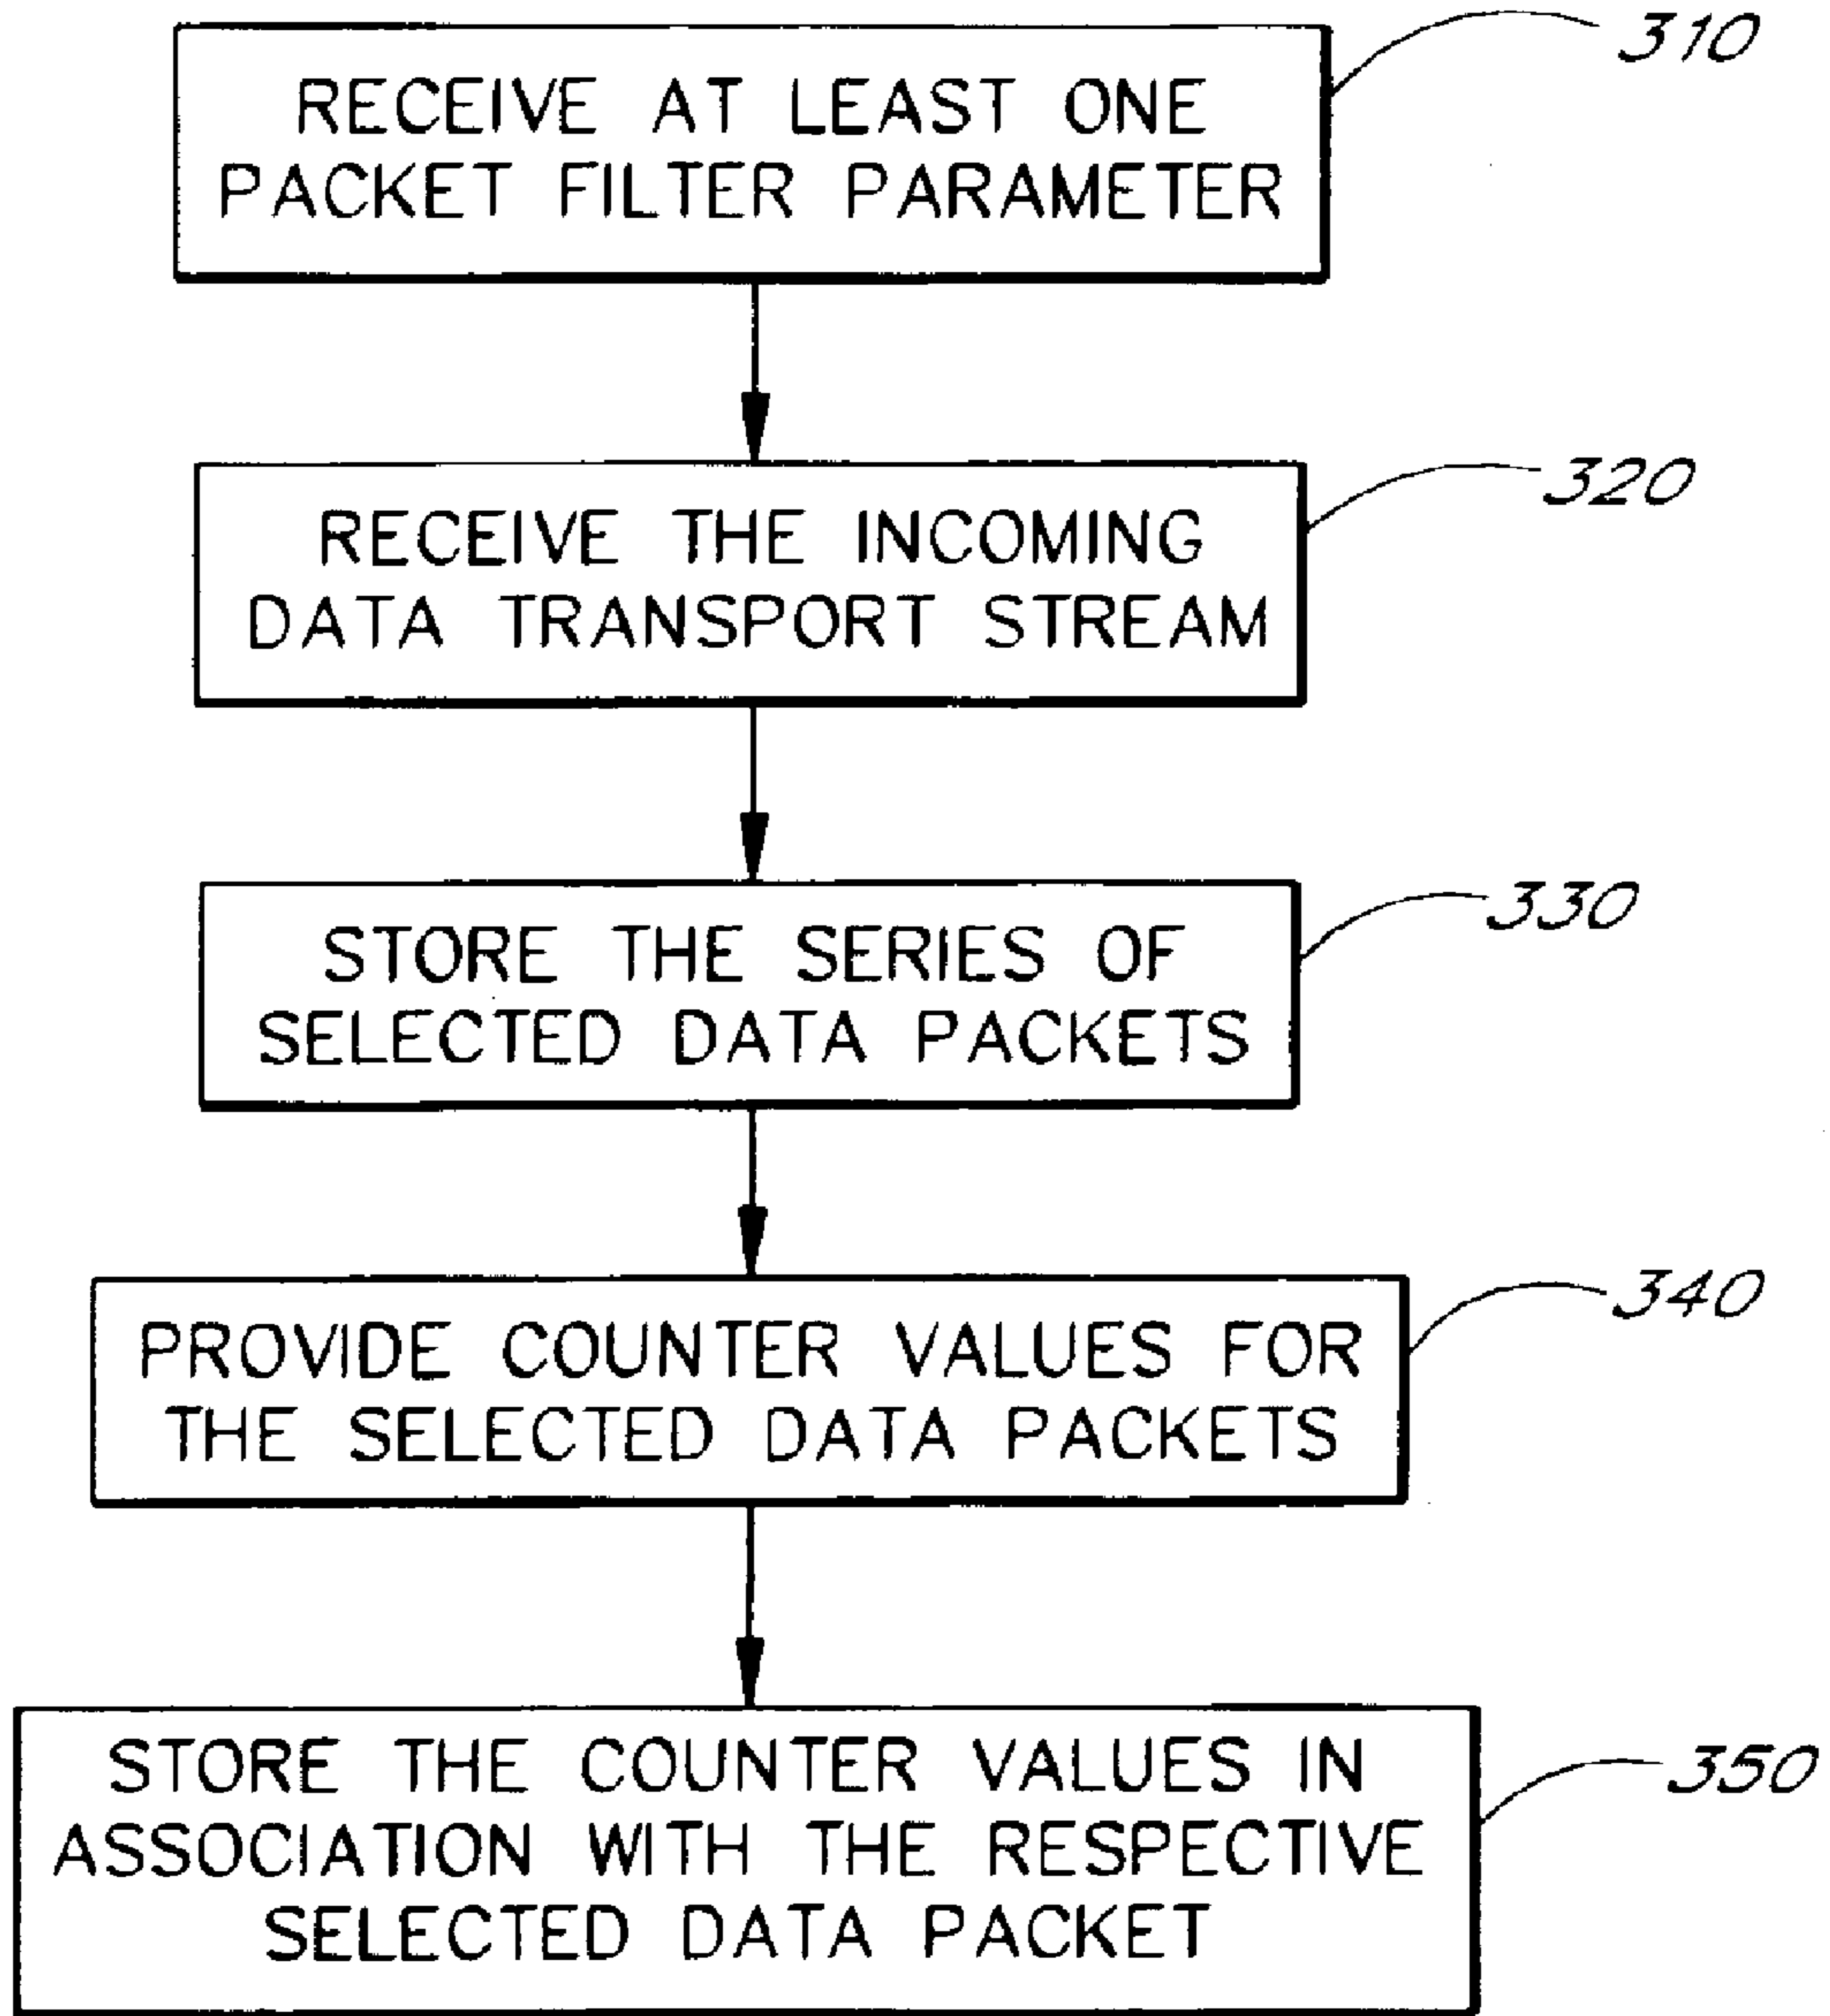 310
RECEIVE AT LEAST ONE
PACKET FILTER PARAMETER
320
RECEIVE THE INCOMING
DATA TRANSPORT STREAM
330
STORE THE SERIES OF
SELECTED DATA PACKETS
340
PROVIDE COUNTER VALUES FOR
THE SELECTED DATA PACKETS
350
STORE THE COUNTER VALUES IN
ASSOCIATION WITH THE RESPECTIVE
SELECTED DATA PACKET